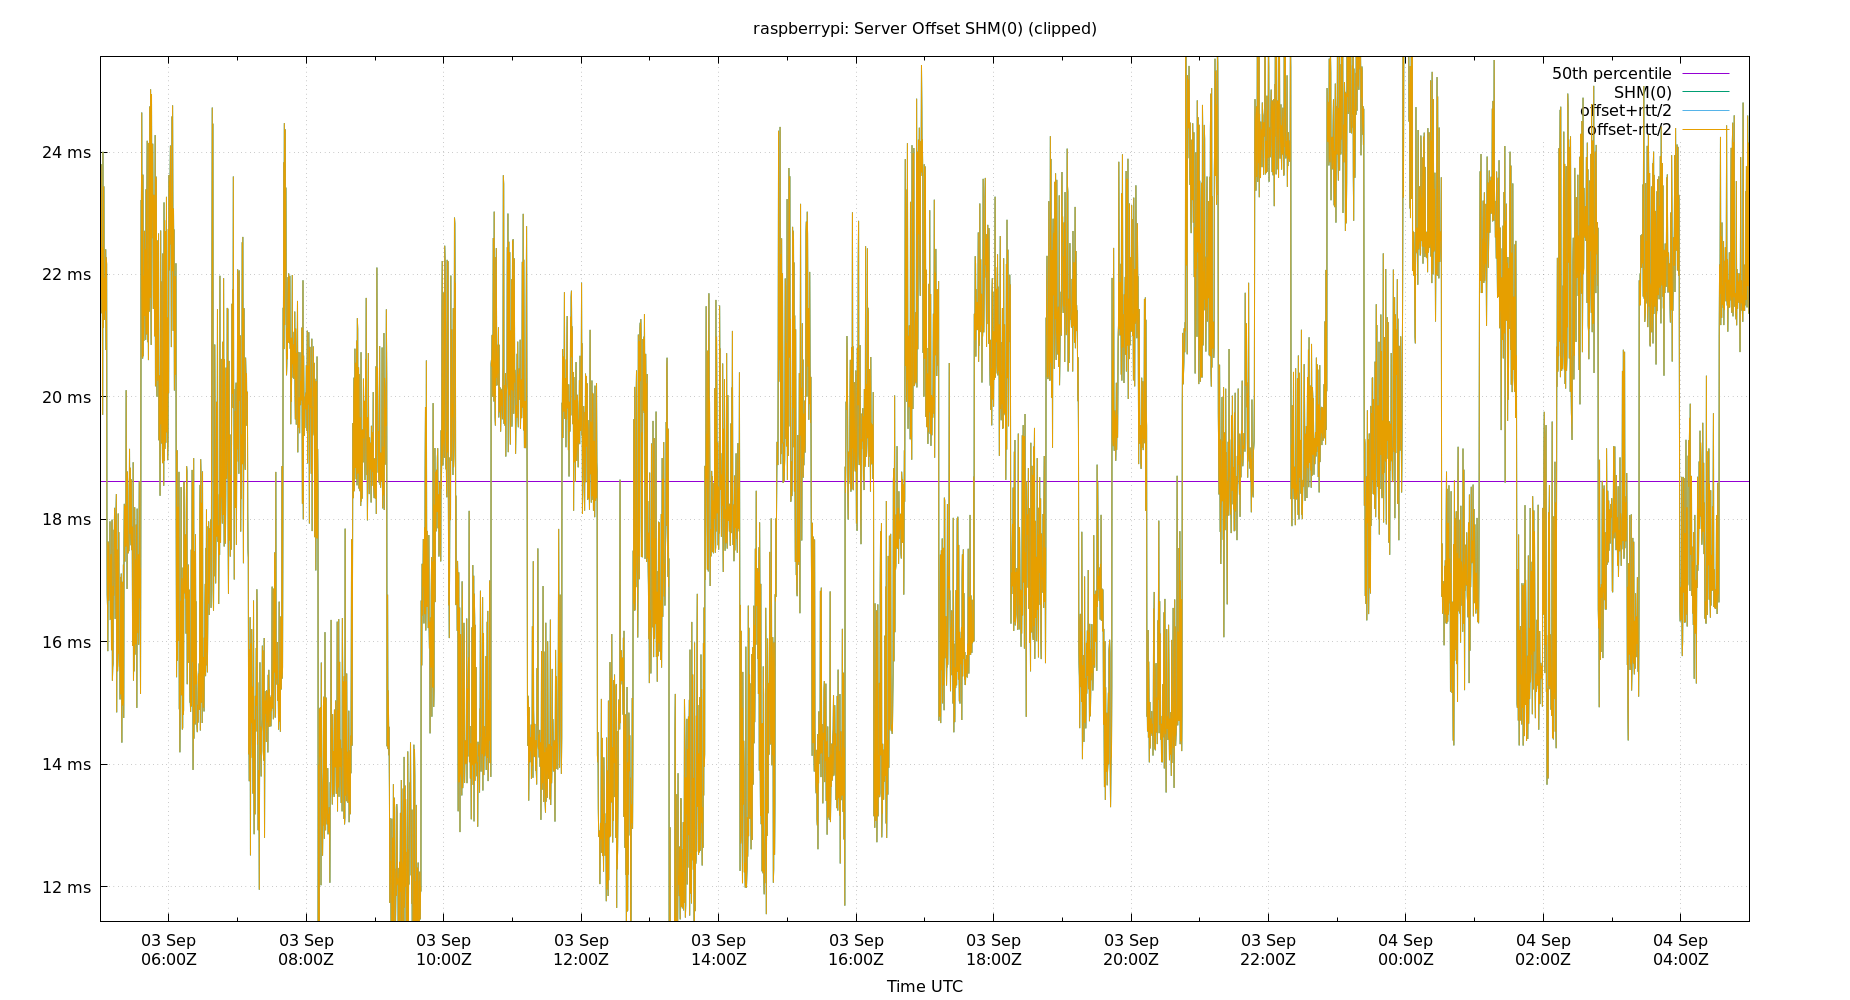 raspberrypi: Server Offset SHM(0) (clipped)
50th percentile
SHM(0)
offset+rtt/2
offset-rtt/2
24 ms
22 ms
20 ms
18 ms
16 ms
14 ms
12 ms
03 Sep 03 Sep 03 Sep 03 Sep 03 Sep 03 Sep 03 Sep 03 Sep 03 Sep 04 Sep 04 Sep 04 Sep
06:00Z 08:00Z 10:00Z 12:00Z 14:00Z 16:00Z 18:00Z 20:00Z 22:00Z 00:00Z 02:00Z 04:00Z
Time UTC